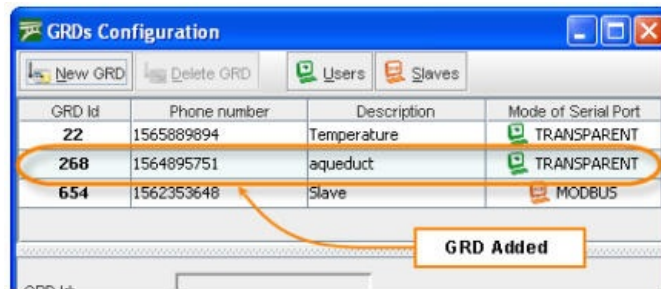 GRDs Configuration
New GRD Delete GRD Users Slaves
GRD Id Phone number Description Mode of Serial Port
22 1565889894 Temperature TRANSPARENT
268 1564895751 aqueduct TRANSPARENT
654 1562353648 Slave MODBUS
GRD Added